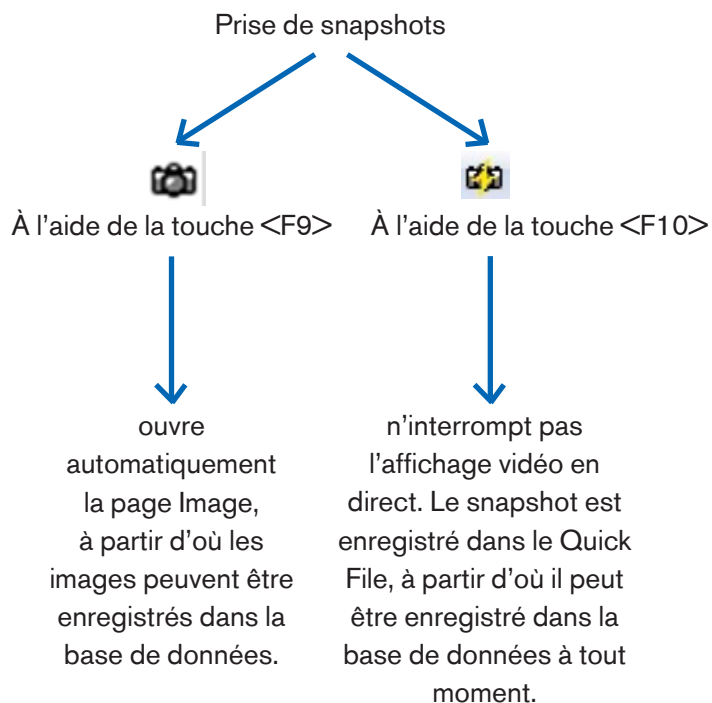 Prise de snapshots
À l’aide de la touche <F9>
À l’aide de la touche <F10>
ouvre
automatiquement
la page Image,
à partir d’où les
images peuvent être
enregistrés dans la
base de données.
n’interrompt pas
l’affichage vidéo en
direct. Le snapshot est
enregistré dans le Quick
File, à partir d’où il peut
être enregistré dans la
base de données à tout
moment.